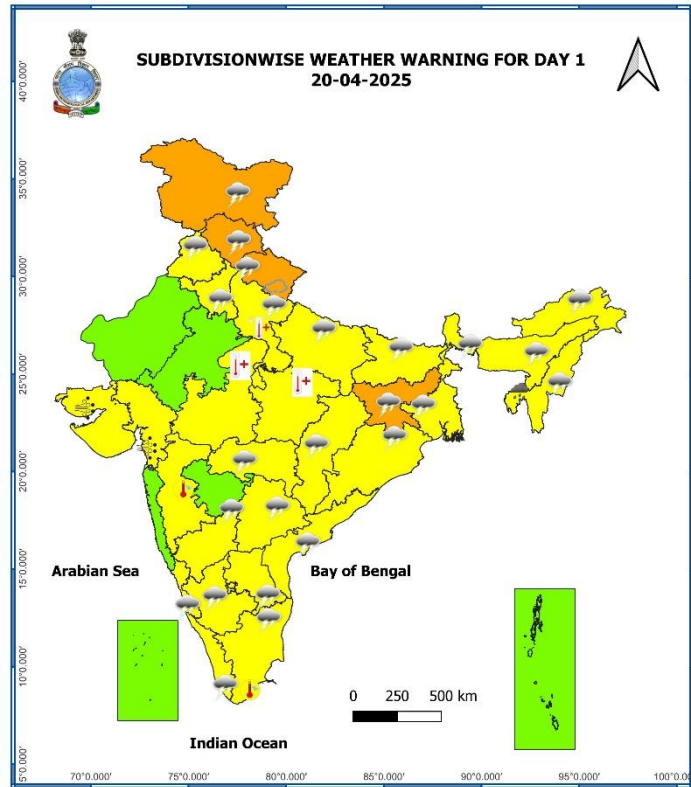 SUBDIVISIONWISE WEATHER WARNING FOR DAY 1
20-04-2025
40°0.000'
35°0.000'
30°0.000'
25°0.000'
20°0.000'
15°0.000'
10°0.000'
5°0.000'
Arabian Sea
Bay of Bengal
0 250 500 km
Indian Ocean
70°0.000' 75°0.000' 80°0.000' 85°0.000' 90°0.000' 95°0.000' 100°0.00